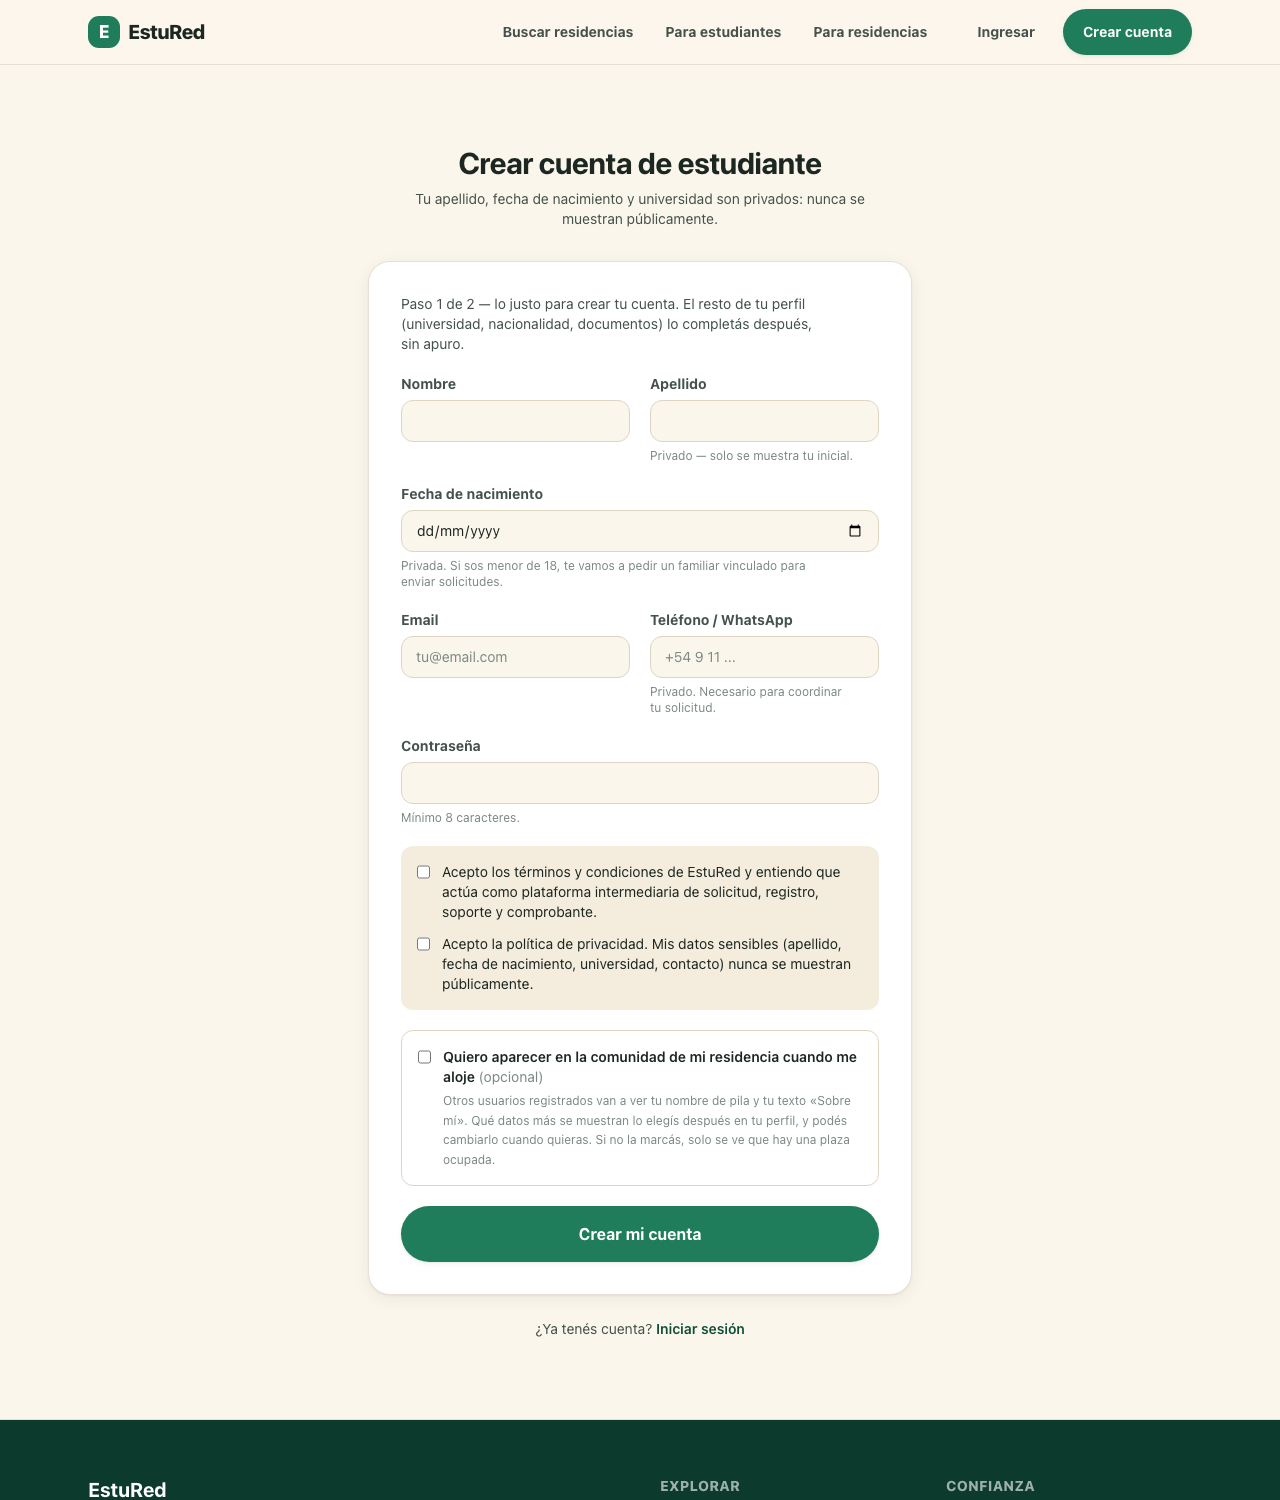 E EstuRed
Buscar residencias
Para estudiantes
Para residencias
Ingresar
Crear cuenta
Crear cuenta de estudiante
Tu apellido, fecha de nacimiento y universidad son privados: nunca se
muestran públicamente.
Paso 1 de 2 — lo justo para crear tu cuenta. El resto de tu perfil
(universidad, nacionalidad, documentos) lo completás después,
sin apuro.
Nombre
Apellido
Privado — solo se muestra tu inicial.
Fecha de nacimiento
dd/mm/yyyy
Privada. Si sos menor de 18, te vamos a pedir un familiar vinculado para
enviar solicitudes.
Email
Teléfono / WhatsApp
tu@email.com
+54 9 11 ...
Privado. Necesario para coordinar
tu solicitud.
Contraseña
Mínimo 8 caracteres.
Acepto los términos y condiciones de EstuRed y entiendo que
actúa como plataforma intermediaria de solicitud, registro,
soporte y comprobante.
Acepto la política de privacidad. Mis datos sensibles (apellido,
fecha de nacimiento, universidad, contacto) nunca se muestran
públicamente.
Quiero aparecer en la comunidad de mi residencia cuando me
aloje (opcional)
Otros usuarios registrados van a ver tu nombre de pila y tu texto «Sobre
mí». Qué datos más se muestran lo elegís después en tu perfil, y podés
cambiarlo cuando quieras. Si no la marcás, solo se ve que hay una plaza
ocupada.
Crear mi cuenta
¿Ya tenés cuenta? Iniciar sesión
EstuRed
EXPLORAR
CONFIANZA